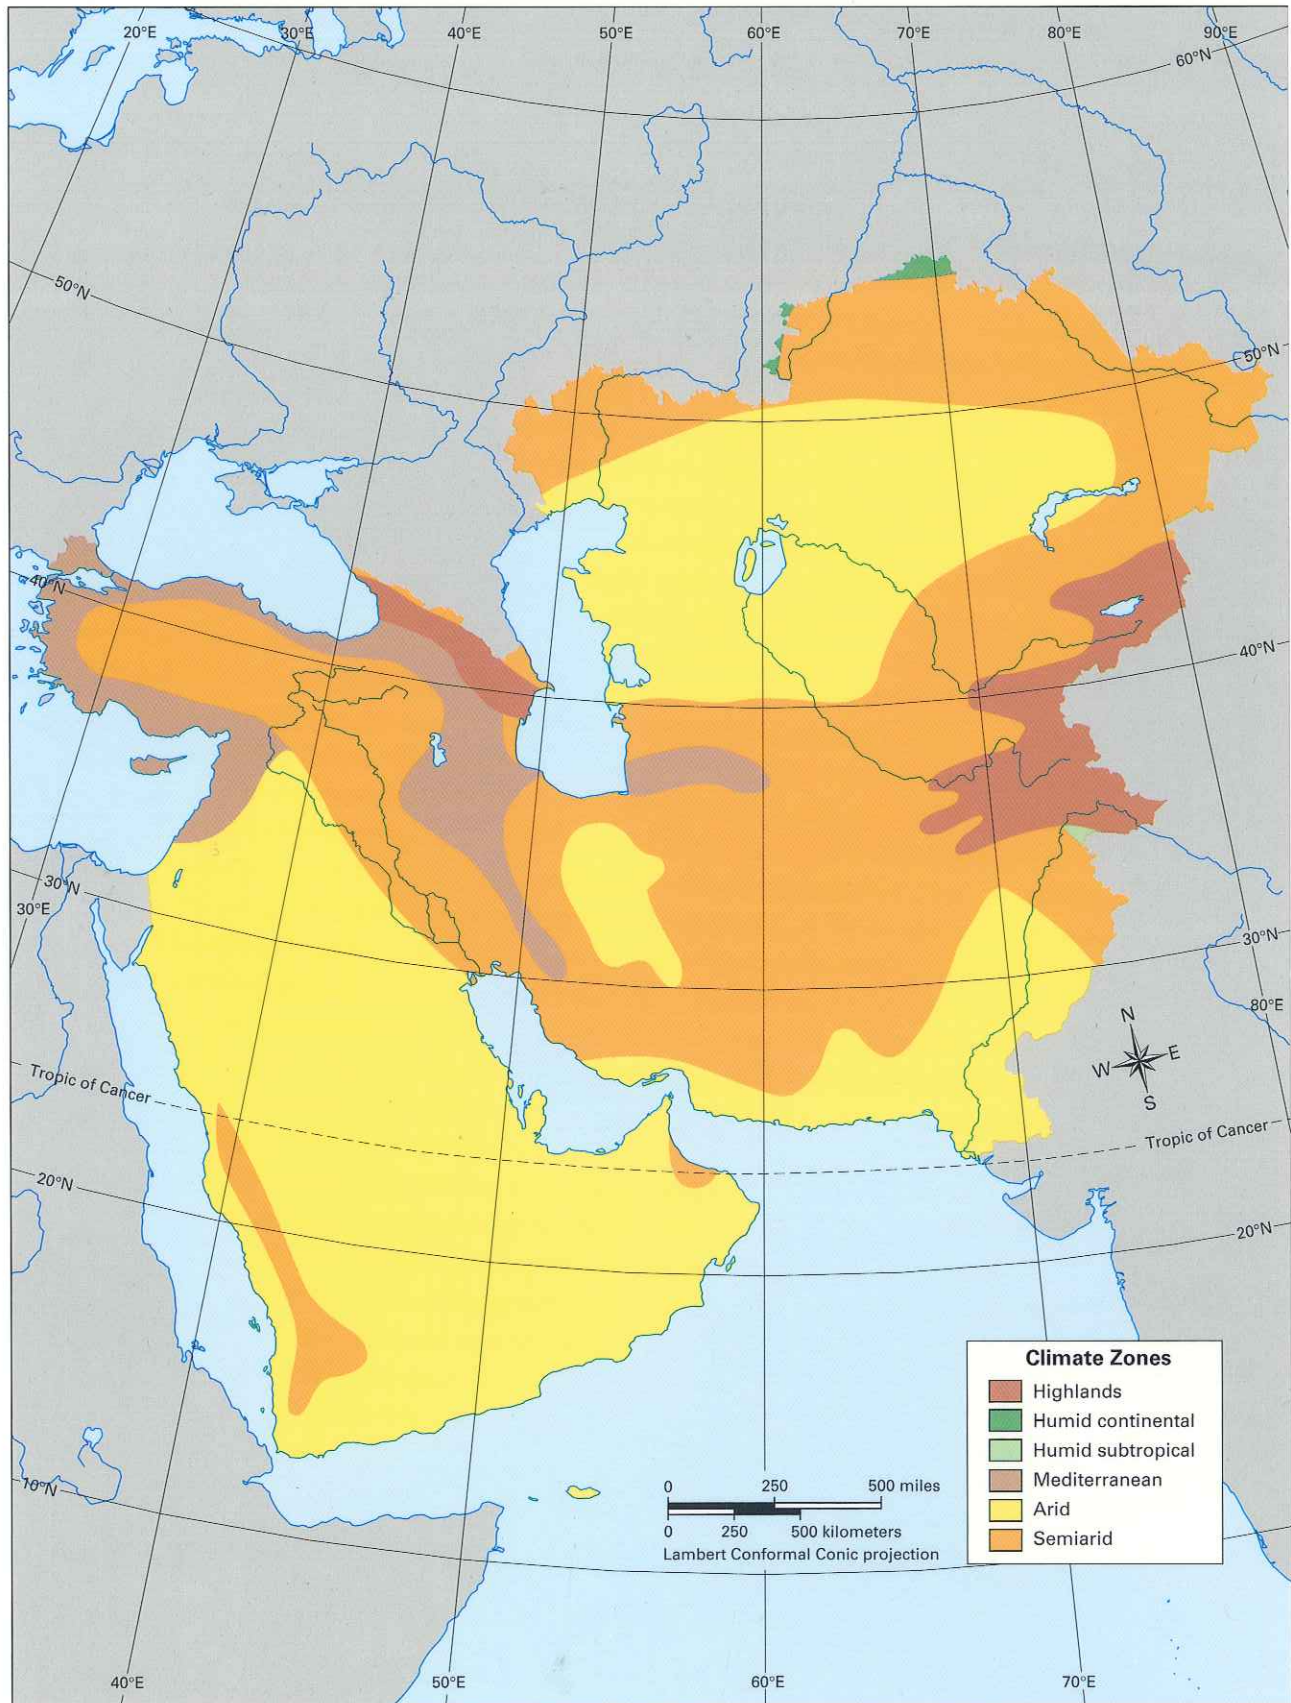 20°E
30°E
40°E
50°E
60°E
70°E
80°E
90°E
60°N
50°N
50°N
40°N
40°N
30°N
30°E
30°N
80°E
N
W
E
S
Tropic of Cancer
Tropic of Cancer
20°N
20°N
10°N
Climate Zones
Highlands
Humid continental
Humid subtropical
Mediterranean
Arid
Semiarid
0 250 500 miles
0 250 500 kilometers
Lambert Conformal Conic projection
40°E
50°E
60°E
70°E